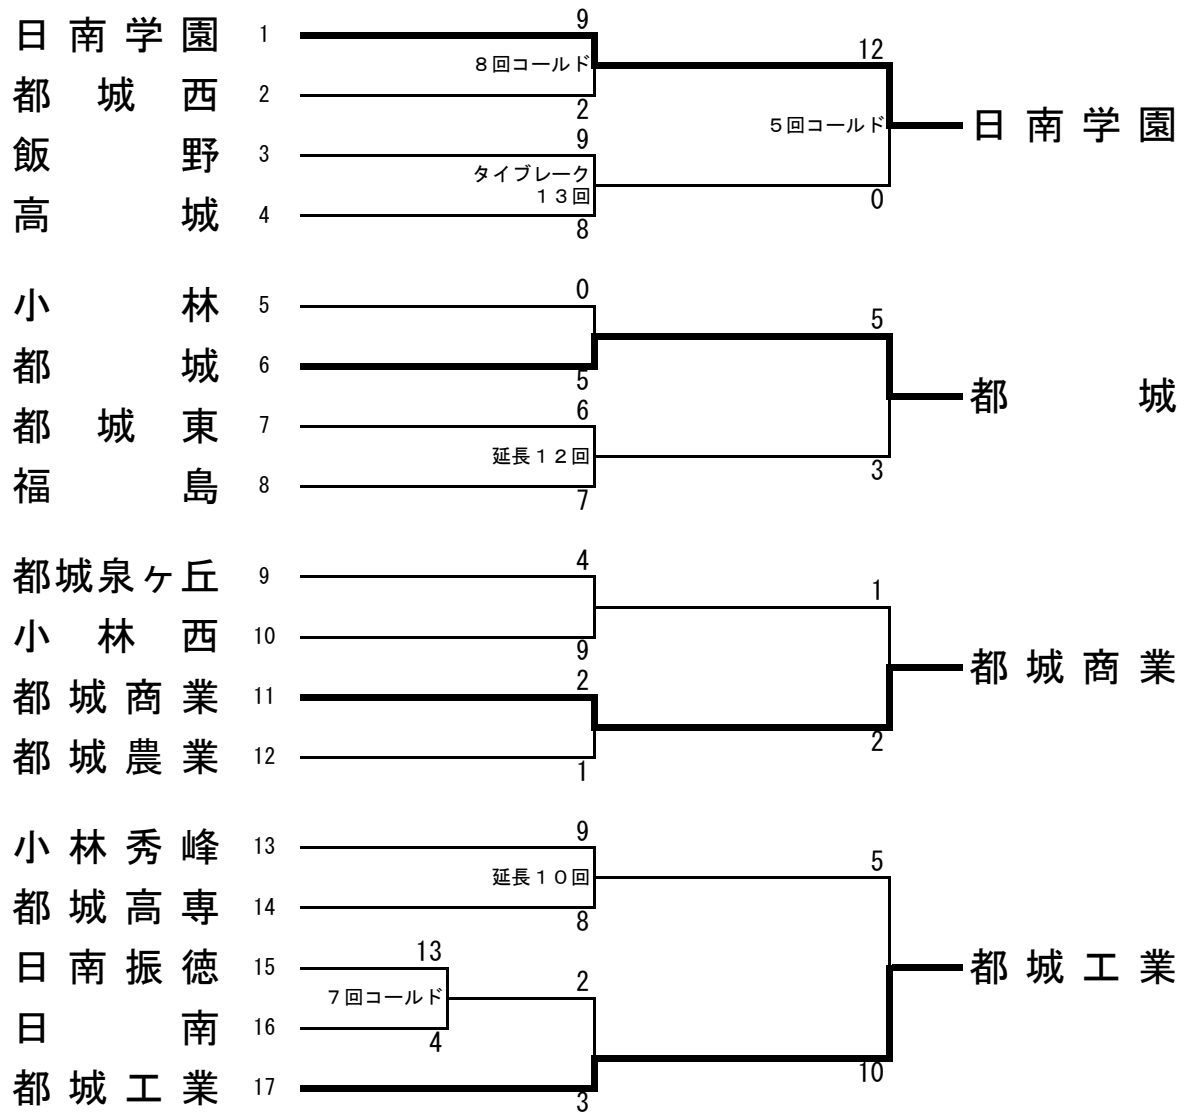 日南学園 1 9
12
8回コールド
都城西 2 2
5回コールド 日南学園
飯野 3 9
タイブレーク
13回
0
高城 4 8
小林 5 0
5
都城 6 5
都城
都城東 7 6
延長12回
3
福島 8 7
都城泉ヶ丘 9 4
1
小林西 10 9
都城商業
都城商業 11 2
2
都城農業 12 1
小林秀峰 13 9
5
延長10回
都城高専 14 8
日南振徳 15 13
2
都城工業
7回コールド
日南 16 4
10
都城工業 17 3